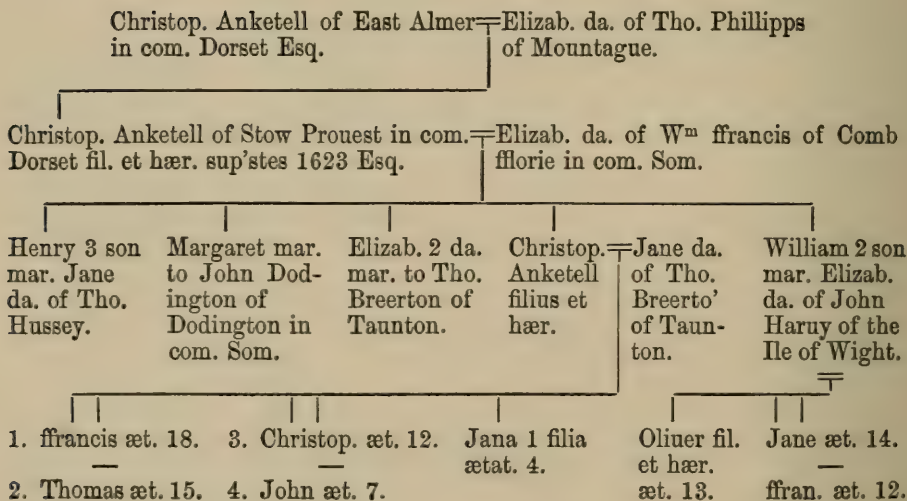 Christop. Anketell of East Almer Elizab. da. of Tho. Phillipps
in com. Dorset Esq. of Mountague.
Christop. Anketell of Stow Prouest in com. Elizab. da. of Wᵐ ffrancis of Comb
Dorset fil. et hær. sup'stes 1623 Esq. fflorie in com. Som.
Henry 3 son
mar. Jane
da. of Tho.
Hussey.
Margaret mar.
to John Dod-
ington of
Dodington in
com. Som.
Elizab. 2 da.
mar. to Tho.
Breerton of
Taunton.
Christop.
Anketell
filius et
hær.
Jane da.
of Tho.
Breerto'
of Taun-
ton.
William 2 son
mar. Elizab.
da. of John
Haruy of the
Ile of Wight.
1. ffrancis æt. 18.
2. Thomas æt. 15.
3. Christop. æt. 12.
4. John æt. 7.
Jana 1 filia
ætat. 4.
Oliuer fil.
et hær.
æt. 13.
Jane æt. 14.
ffran. æt. 12.